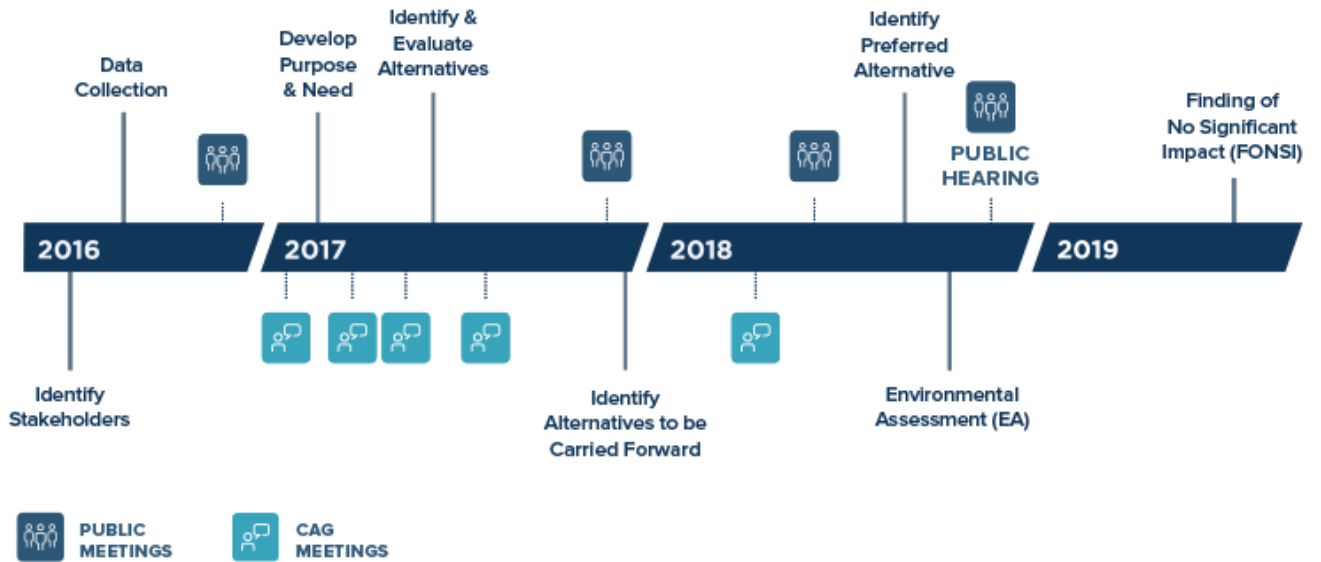 Data
Collection
Develop
Purpose
& Need
Identify &
Evaluate
Alternatives
Identify
Preferred
Alternative
PUBLIC
HEARING
Finding of
No Significant
Impact (FONSI)
2016
2017
2018
2019
Identify
Stakeholders
Identify
Alternatives to be
Carried Forward
Environmental
Assessment (EA)
PUBLIC
MEETINGS
CAG
MEETINGS